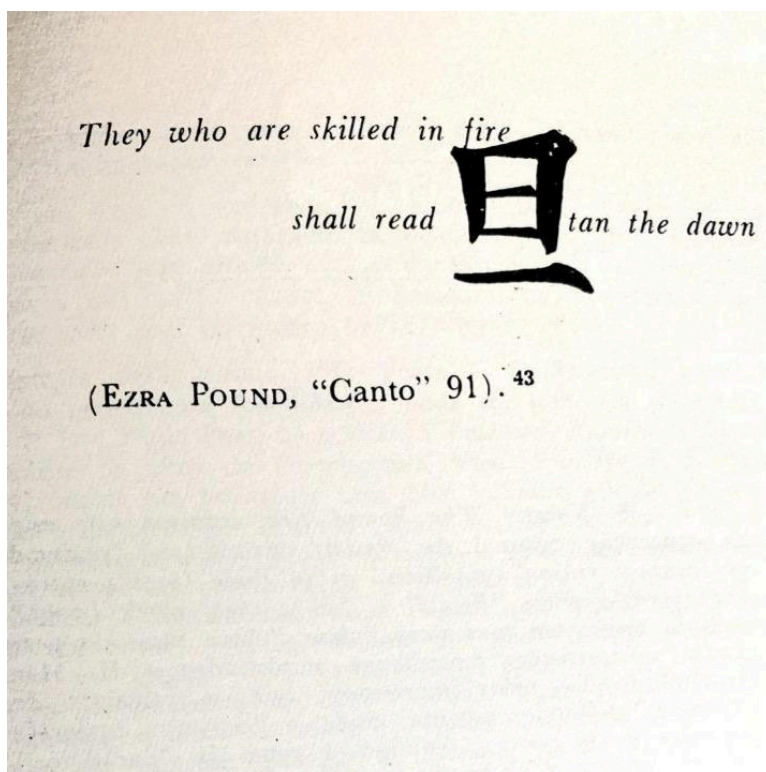 They who are skilled in fire
shall read 旦 tan the dawn
(EZRA POUND, “Canto” 91).43